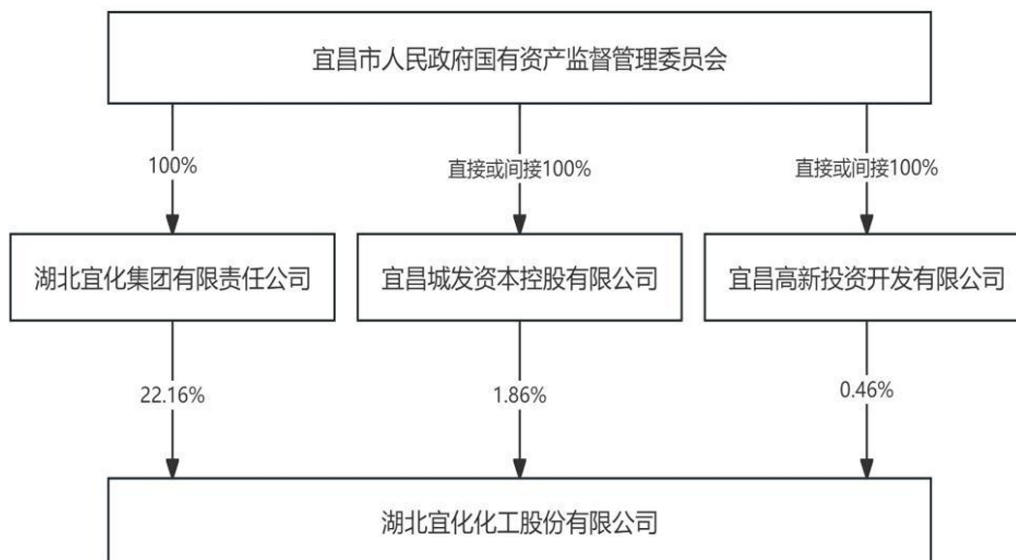 宜昌市人民政府国有资产监督管理委员会
100%
直接或间接100%
直接或间接100%
湖北宜化集团有限责任公司
宜昌城发资本控股有限公司
宜昌高新投资开发有限公司
22.16%
1.86%
0.46%
湖北宜化化工股份有限公司